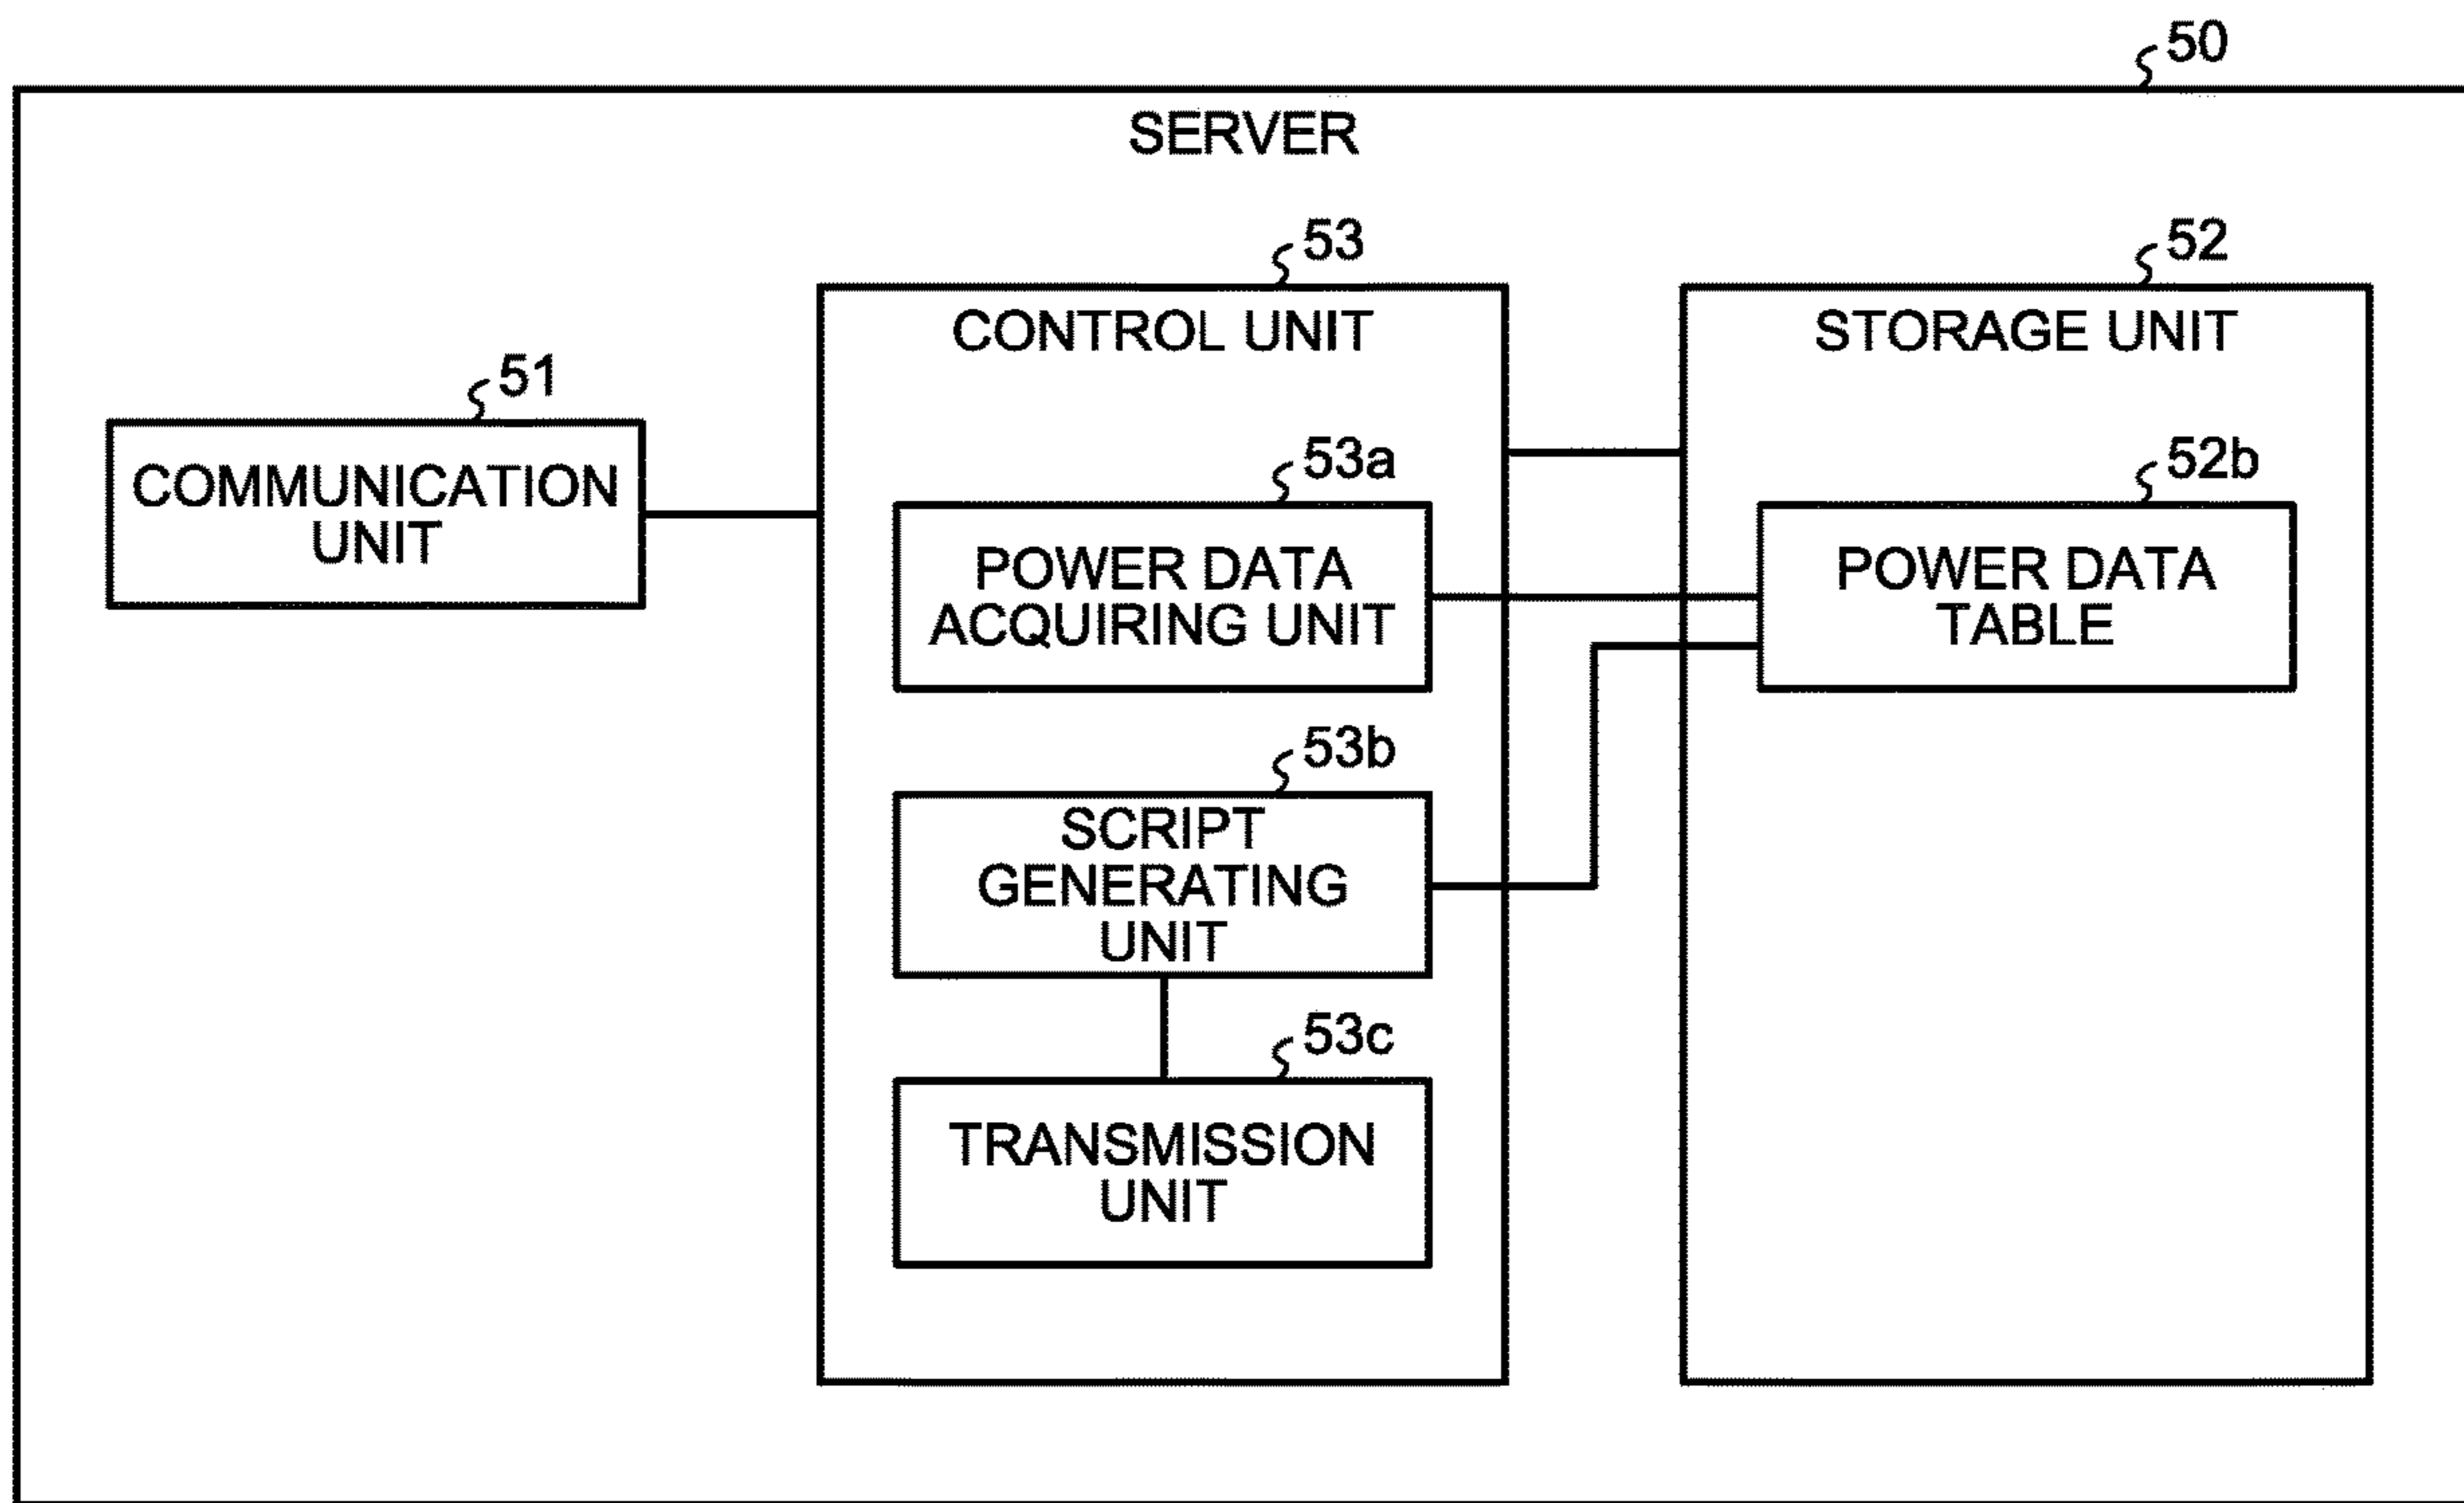 50
SERVER
53
52
CONTROL UNIT
STORAGE UNIT
51
COMMUNICATION
UNIT
53a
52b
POWER DATA
ACQUIRING UNIT
POWER DATA
TABLE
53b
SCRIPT
GENERATING
UNIT
53c
TRANSMISSION
UNIT